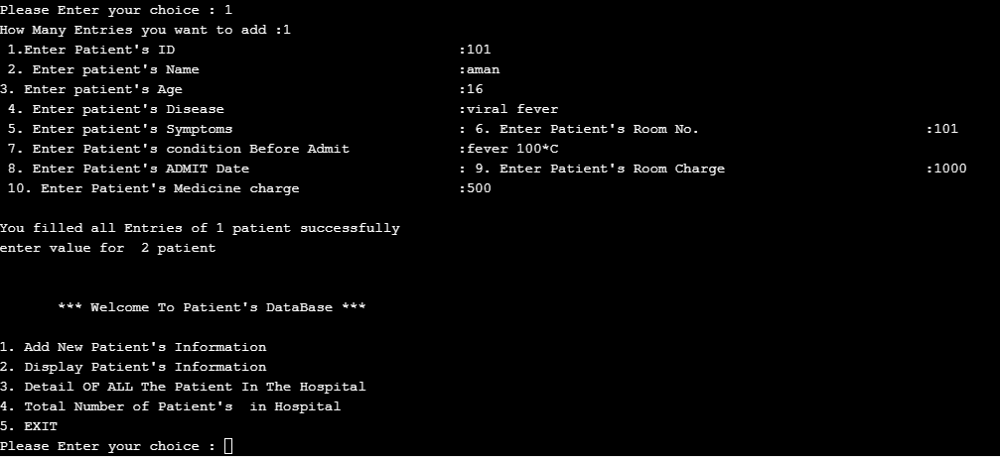 Please Enter your choice : 1
How Many Entries you want to add :1
1.Enter Patient's ID :101
2. Enter patient's Name :aman
3. Enter patient's Age :16
4. Enter patient's Disease :viral fever
5. Enter patient's Symptoms : 6. Enter Patient's Room No. :101
7. Enter Patient's condition Before Admit :fever 100*C
8. Enter Patient's ADMIT Date : 9. Enter Patient's Room Charge :1000
10. Enter Patient's Medicine charge :500
You filled all Entries of 1 patient successfully
enter value for  2 patient
*** Welcome To Patient's DataBase ***
1. Add New Patient's Information
2. Display Patient's Information
3. Detail OF ALL The Patient In The Hospital
4. Total Number of Patient's  in Hospital
5. EXIT
Please Enter your choice :